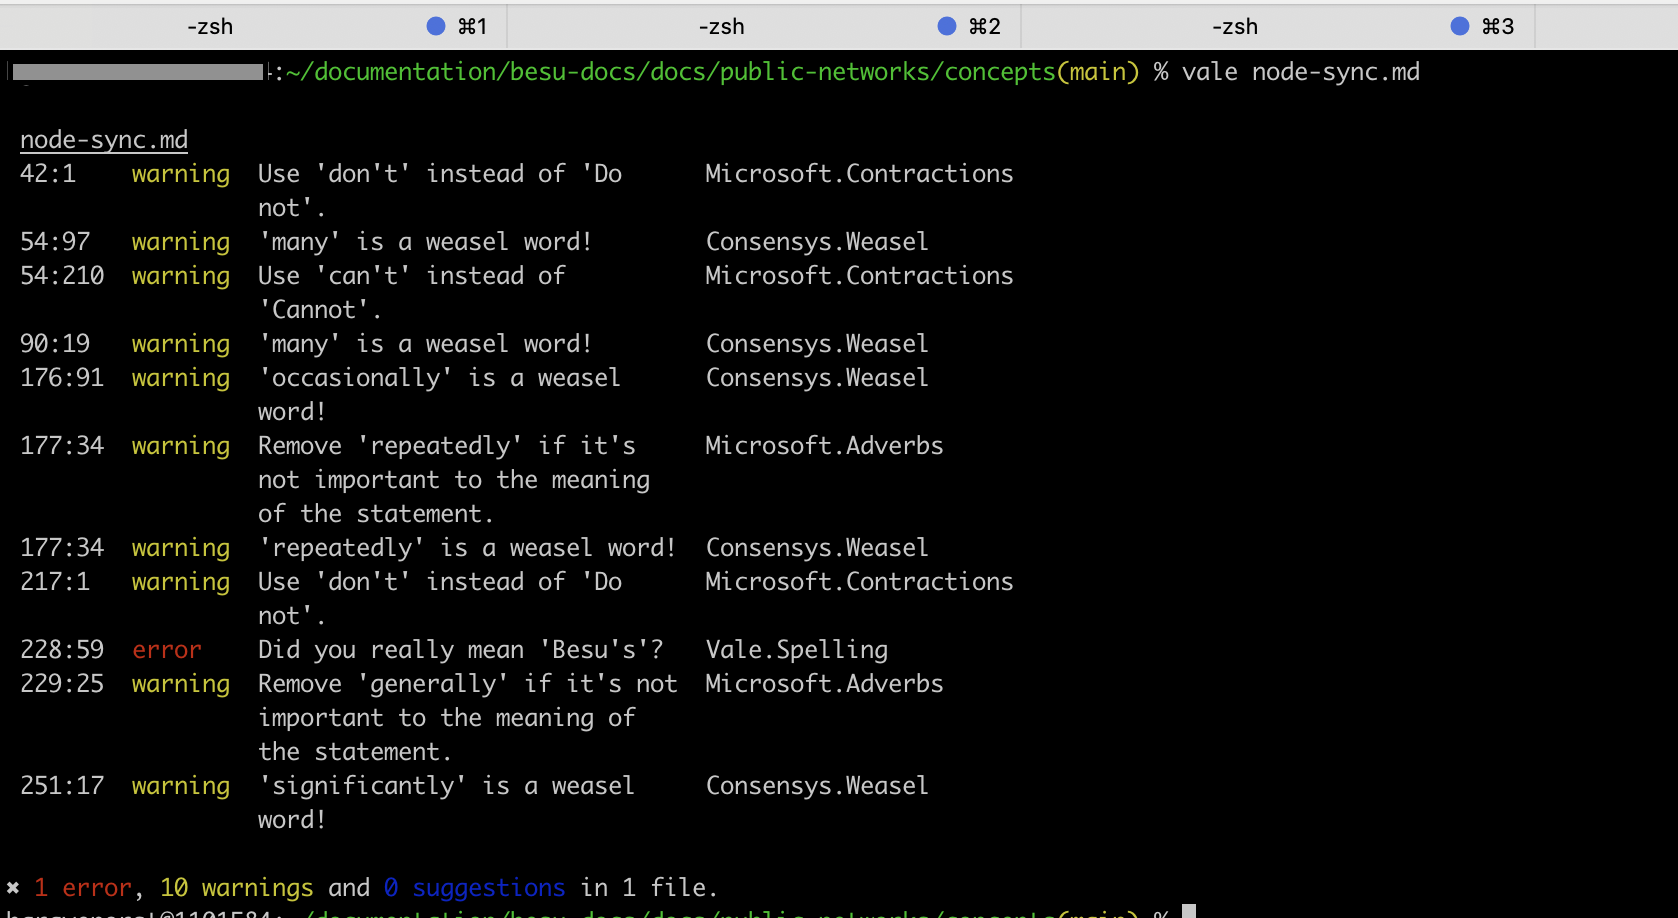 -zsh ⌘1 -zsh ⌘2 -zsh ⌘3
:~/documentation/besu-docs/docs/public-networks/concepts(main) % vale node-sync.md
node-sync.md
42:1 warning Use 'don't' instead of 'Do Microsoft.Contractions
not'.
54:97 warning 'many' is a weasel word! Consensys.Weasel
54:210 warning Use 'can't' instead of Microsoft.Contractions
'Cannot'.
90:19 warning 'many' is a weasel word! Consensys.Weasel
176:91 warning 'occasionally' is a weasel Consensys.Weasel
word!
177:34 warning Remove 'repeatedly' if it's Microsoft.Adverbs
not important to the meaning
of the statement.
177:34 warning 'repeatedly' is a weasel word! Consensys.Weasel
217:1 warning Use 'don't' instead of 'Do Microsoft.Contractions
not'.
228:59 error Did you really mean 'Besu's'? Vale.Spelling
229:25 warning Remove 'generally' if it's not Microsoft.Adverbs
important to the meaning of
the statement.
251:17 warning 'significantly' is a weasel Consensys.Weasel
word!
✖ 1 error, 10 warnings and 0 suggestions in 1 file.
:~/documentation/besu-docs/docs/public-networks/concepts(main) %